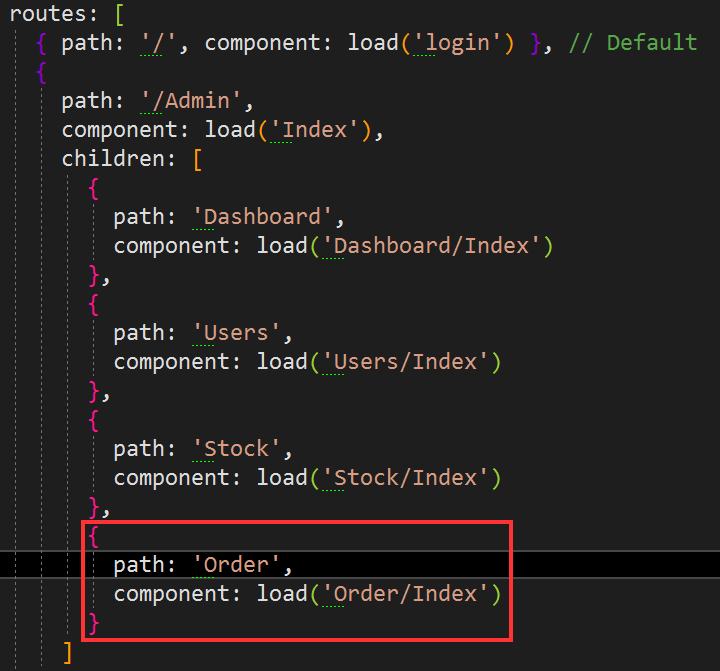 routes: [
{ path: '/', component: load('login') }, // Default
{
path: '/Admin',
component: load('Index'),
children: [
{
path: 'Dashboard',
component: load('Dashboard/Index')
},
{
path: 'Users',
component: load('Users/Index')
},
{
path: 'Stock',
component: load('Stock/Index')
},
{
path: 'Order',
component: load('Order/Index')
}
]